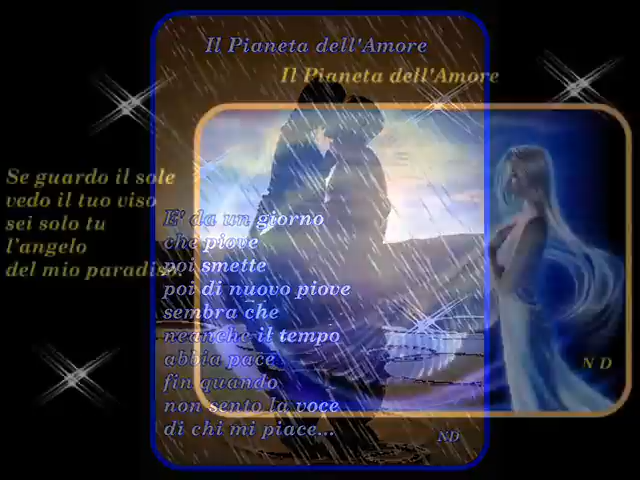 Il Pianeta dell'Amore
Il Pianeta dell'Amore
Se guardo il sole
vedo il tuo viso
sei solo tu
l'angelo
del mio paradiso
E' da un giorno
che piove
poi smette
poi di nuovo piove
sembra che
neanche il tempo
abbia pace
fin quando
non sento la voce
di chi mi piace...
N D
ND